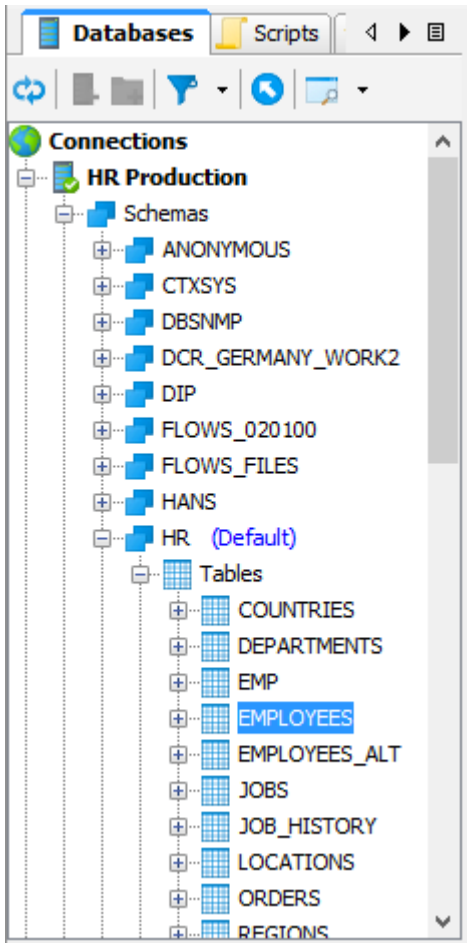 Databases Scripts
Connections
HR Production
Schemas
ANONYMOUS
CTXSYS
DBSNMP
DCR_GERMANY_WORK2
DIP
FLOWS_020100
FLOWS_FILES
HANS
HR (Default)
Tables
COUNTRIES
DEPARTMENTS
EMP
EMPLOYEES
EMPLOYEES_ALT
JOBS
JOB_HISTORY
LOCATIONS
ORDERS
REGIONS